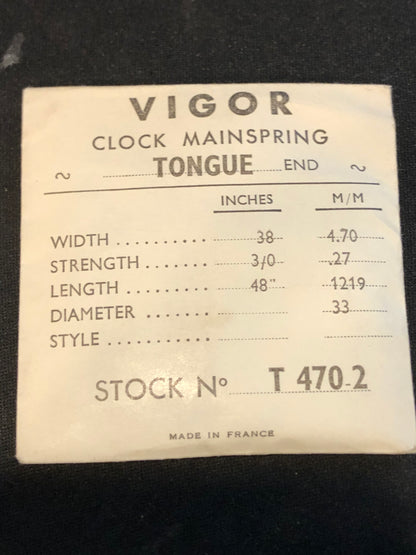 VIGOR
CLOCK MAINSPRING
~ TONGUE END ~
INCHES M/M
WIDTH .......... 38 4.70
STRENGTH ....... 3/0 .27
LENGTH ......... 48" 1219
DIAMETER ....... 33
STYLE ...........
STOCK No T 470-2
MADE IN FRANCE